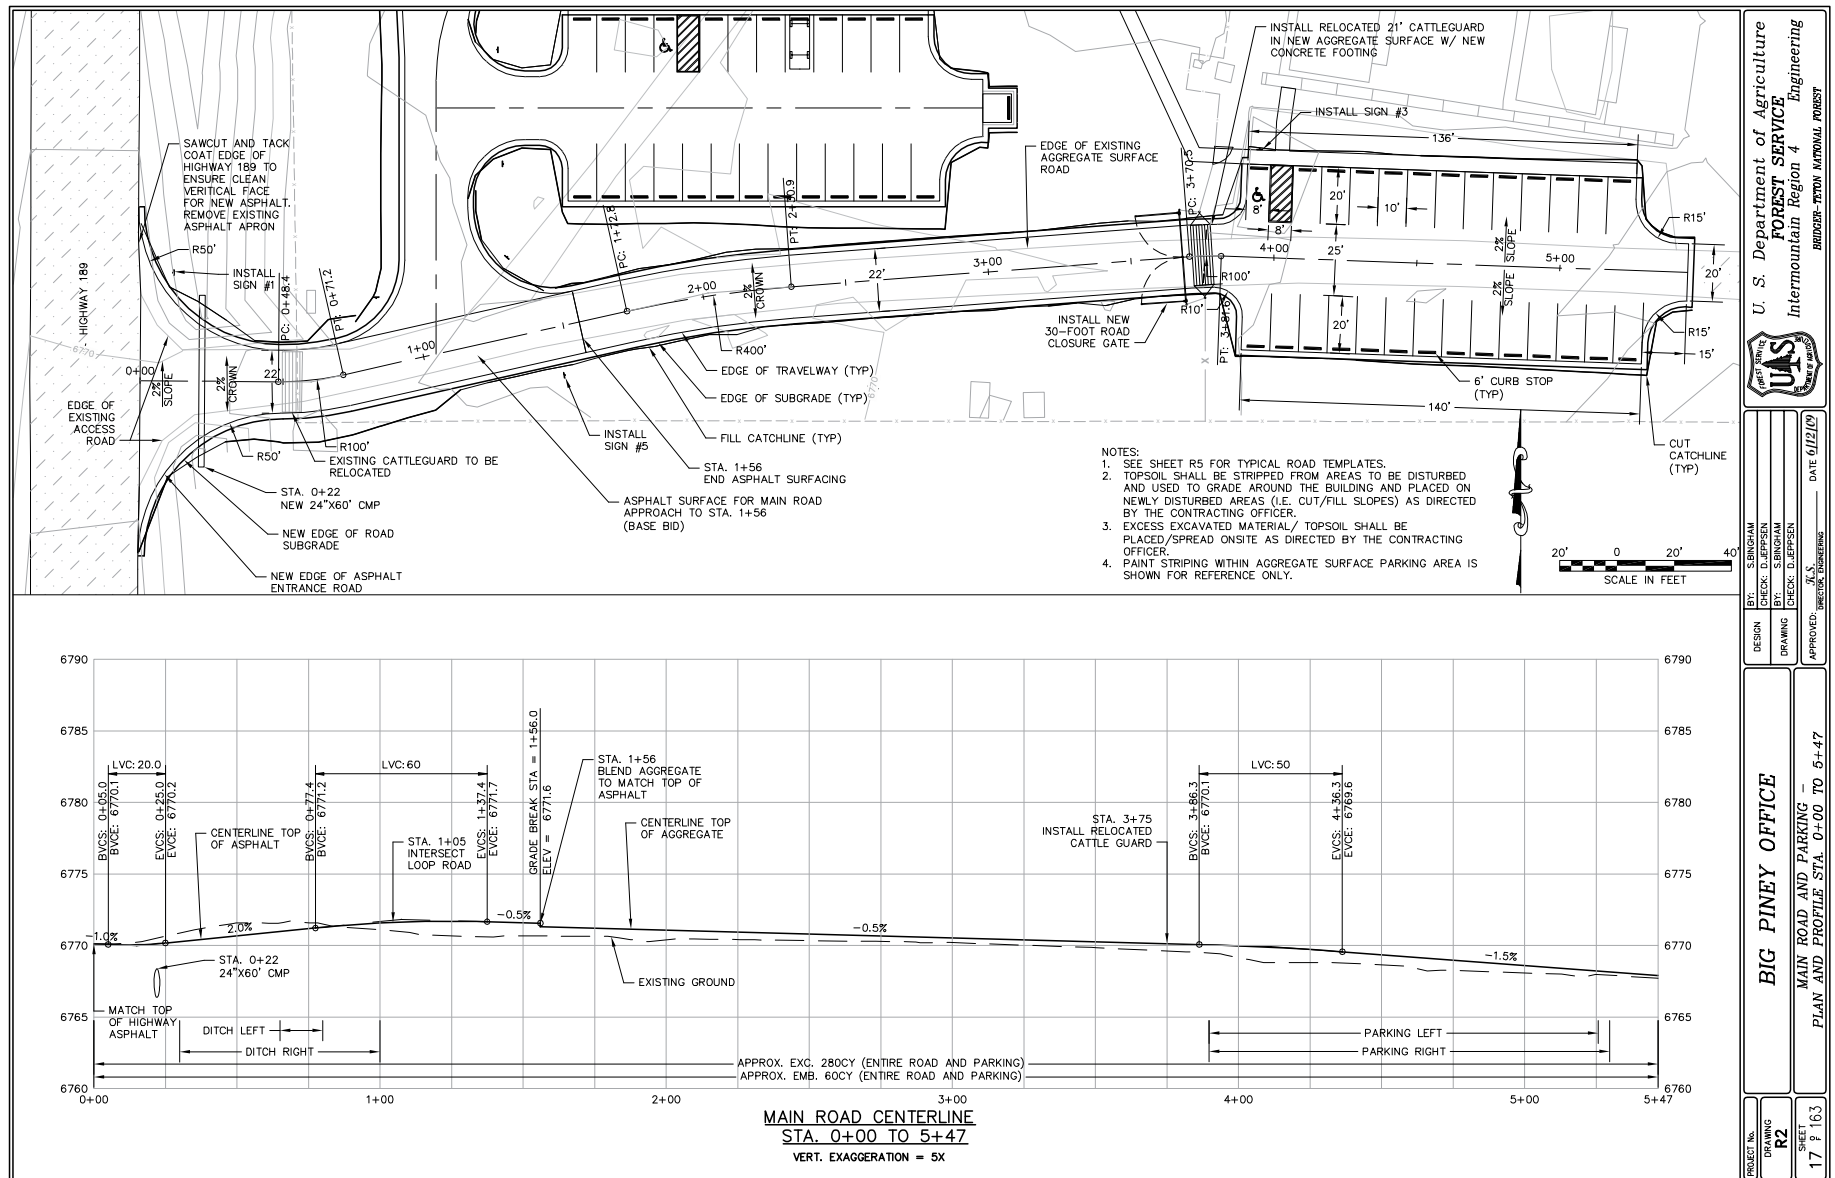 INSTALL RELOCATED 21' CATTLEGUARD
IN NEW AGGREGATE SURFACE W/ NEW
CONCRETE FOOTING
INSTALL SIGN #3
136'
SAWCUT AND TACK
COAT EDGE OF
HIGHWAY 189 TO
ENSURE CLEAN
VERITICAL FACE
FOR NEW ASPHALT.
REMOVE EXISTING
ASPHALT APRON
R50'
INSTALL
SIGN #1
HIGHWAY 189
6770
PC: 0+48.4
PT: 0+71.2
PC: 1+72.8
PT: 2+30.9
PC: 3+70.5
PT: 3+81.6
EDGE OF EXISTING
AGGREGATE SURFACE
ROAD
0+00
2%
SLOPE
2%
CROWN
22'
1+00
2+00
2%
CROWN
22'
3+00
R400'
R100'
R10'
4+00
5+00
8'
8'
20'
10'
25'
20'
2%
SLOPE
2%
SLOPE
R15'
20'
R15'
15'
INSTALL NEW
30-FOOT ROAD
CLOSURE GATE
EDGE OF TRAVELWAY (TYP)
EDGE OF SUBGRADE (TYP)
FILL CATCHLINE (TYP)
6770
X
6' CURB STOP
(TYP)
140'
CUT
CATCHLINE
(TYP)
EDGE OF
EXISTING
ACCESS
ROAD
R50'
R100'
EXISTING CATTLEGUARD TO BE
RELOCATED
INSTALL
SIGN #5
STA. 1+56
END ASPHALT SURFACING
ASPHALT SURFACE FOR MAIN ROAD
APPROACH TO STA. 1+56
(BASE BID)
STA. 0+22
NEW 24"X60' CMP
NEW EDGE OF ROAD
SUBGRADE
NEW EDGE OF ASPHALT
ENTRANCE ROAD
NOTES:
1. SEE SHEET R5 FOR TYPICAL ROAD TEMPLATES.
2. TOPSOIL SHALL BE STRIPPED FROM AREAS TO BE DISTURBED
AND USED TO GRADE AROUND THE BUILDING AND PLACED ON
NEWLY DISTURBED AREAS (I.E. CUT/FILL SLOPES) AS DIRECTED
BY THE CONTRACTING OFFICER.
3. EXCESS EXCAVATED MATERIAL/ TOPSOIL SHALL BE
PLACED/SPREAD ONSITE AS DIRECTED BY THE CONTRACTING
OFFICER.
4. PAINT STRIPING WITHIN AGGREGATE SURFACE PARKING AREA IS
SHOWN FOR REFERENCE ONLY.
20' 0 20' 40'
SCALE IN FEET
6790
6785
6780
6775
6770
6765
6760
LVC: 20.0
BVCS: 0+05.0
BVCE: 6770.1
EVCS: 0+25.0
EVCE: 6770.2
LVC: 60
BVCS: 0+77.4
BVCE: 6771.2
EVCS: 1+37.4
EVCE: 6771.7
GRADE BREAK STA = 1+56.0
ELEV = 6771.6
STA. 1+56
BLEND AGGREGATE
TO MATCH TOP OF
ASPHALT
LVC: 50
BVCS: 3+86.3
BVCE: 6770.1
EVCS: 4+36.3
EVCE: 6769.6
CENTERLINE TOP
OF ASPHALT
STA. 1+05
INTERSECT
LOOP ROAD
CENTERLINE TOP
OF AGGREGATE
STA. 3+75
INSTALL RELOCATED
CATTLE GUARD
-1.0%
2.0%
-0.5%
-0.5%
-1.5%
STA. 0+22
24"X60' CMP
EXISTING GROUND
MATCH TOP
OF HIGHWAY
ASPHALT
DITCH LEFT
DITCH RIGHT
PARKING LEFT
PARKING RIGHT
APPROX. EXC. 280CY (ENTIRE ROAD AND PARKING)
APPROX. EMB. 60CY (ENTIRE ROAD AND PARKING)
6790
6785
6780
6775
6770
6765
6760
0+00 1+00 2+00 3+00 4+00 5+00 5+47
MAIN ROAD CENTERLINE
STA. 0+00 TO 5+47
VERT. EXAGGERATION = 5X
U. S. Department of Agriculture
FOREST SERVICE
Intermountain Region 4 Engineering
BRIDGER-TETON NATIONAL FOREST
FOREST SERVICE
UAS
DEPARTMENT OF AGRICULTURE
DESIGN
BY: S.BINGHAM
CHECK: D.JEPPSEN
DRAWING
BY: S.BINGHAM
CHECK: D.JEPPSEN
APPROVED: K.S. DATE 6/12/09
DIRECTOR, ENGINEERING
BIG PINEY OFFICE
MAIN ROAD AND PARKING -
PLAN AND PROFILE STA. 0+00 TO 5+47
PROJECT No.
DRAWING
R2
SHEET
17 OF 163